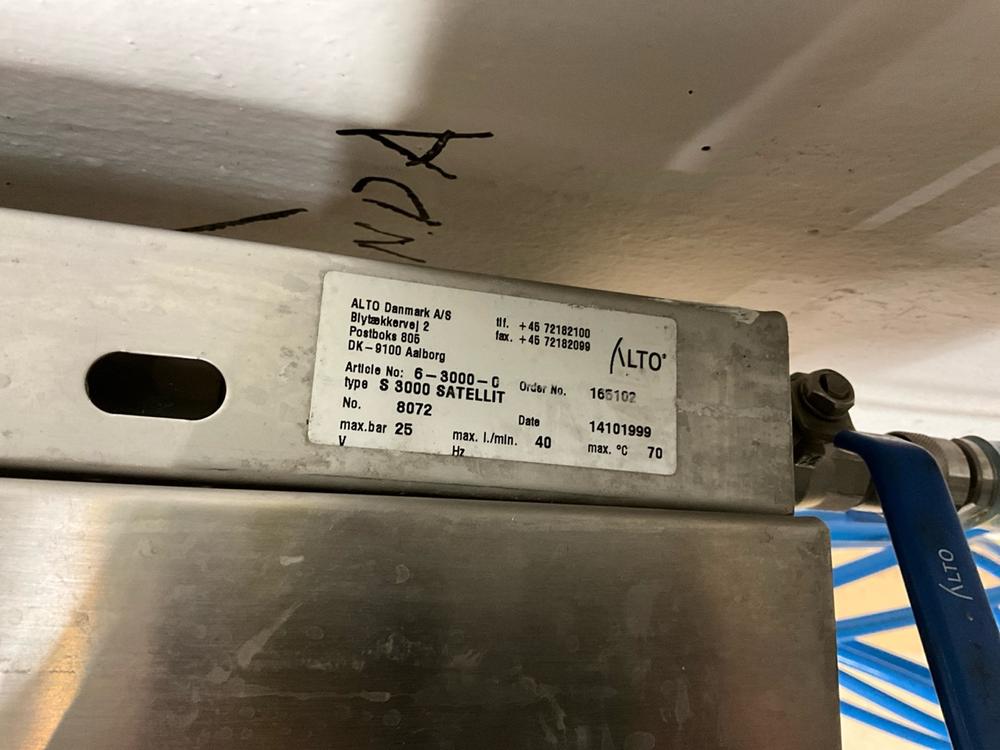 NDA
ALTO Danmark A/S
Blytækkervej 2
Postboks 805
DK-9100 Aalborg
tlf. +45 72182100
fax. +45 72182099
ALTO
Article No: 6-3000-0 Order No. 165102
type S 3000 SATELLIT
No. 8072 Date 14101999
max.bar 25 max. l./min. 40 max. °C 70
V Hz
ALTO